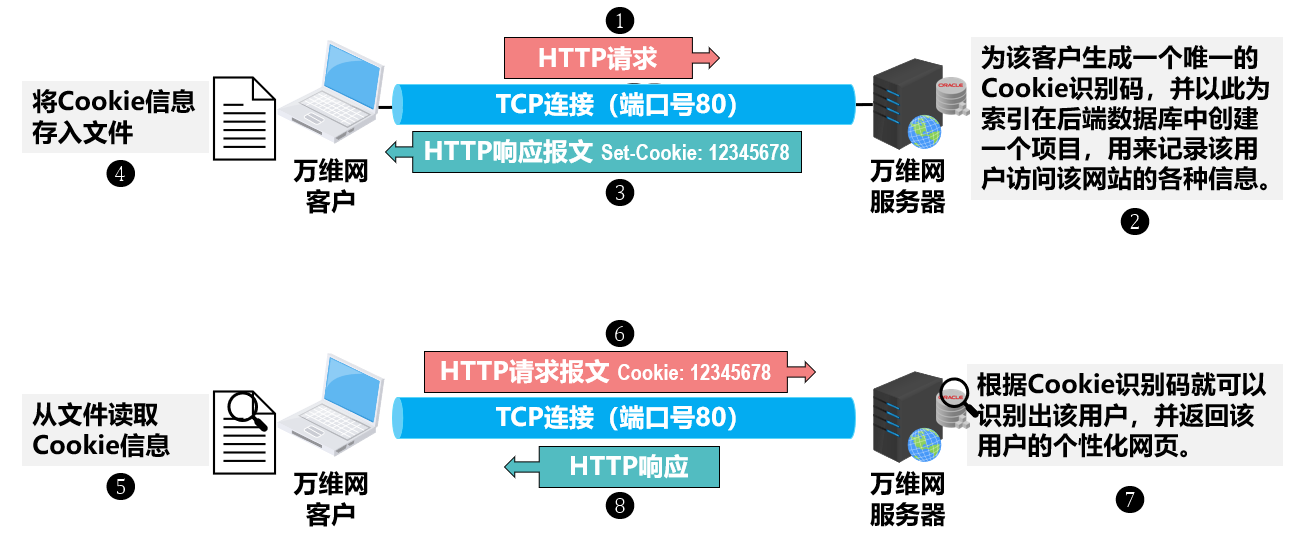 ❶
HTTP请求
TCP连接（端口号80）
HTTP响应报文 Set-Cookie: 12345678
❸
将Cookie信息
存入文件
❹
万维网
客户
万维网
服务器
ORACLE
为该客户生成一个唯一的
Cookie识别码，并以此为
索引在后端数据库中创建
一个项目，用来记录该用
户访问该网站的各种信息。
❷
❻
HTTP请求报文 Cookie: 12345678
TCP连接（端口号80）
HTTP响应
❽
从文件读取
Cookie信息
❺
万维网
客户
万维网
服务器
ORACLE
根据Cookie识别码就可以
识别出该用户，并返回该
用户的个性化网页。
❼